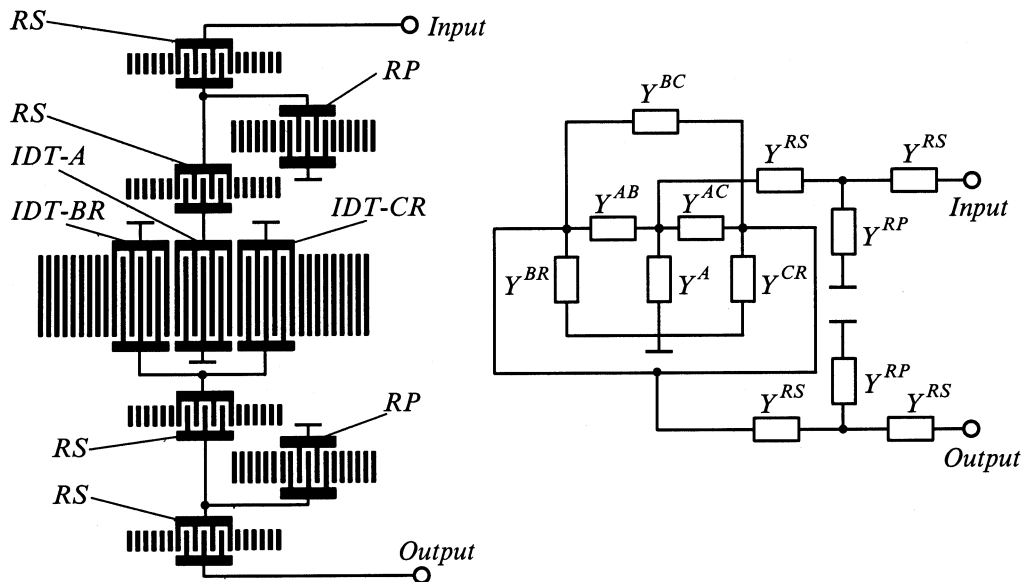 RS
Input
RP
RS
IDT-A
IDT-BR
IDT-CR
RS
RP
RS
Output
Y^{BC}
Y^{RS}
Y^{RS}
Input
Y^{AB}
Y^{AC}
Y^{RP}
Y^{BR}
Y^{A}
Y^{CR}
Y^{RP}
Y^{RS}
Y^{RS}
Output